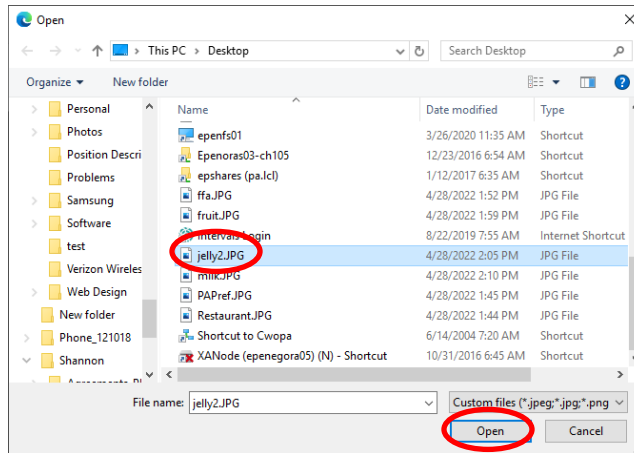 Open
This PC > Desktop
Search Desktop
Organize
New folder
Personal
Photos
Position Descri
Problems
Samsung
Software
test
Verizon Wireles
Web Design
New folder
Phone_121018
Shannon
Name Date modified Type
epenfs01 3/26/2020 11:35 AM Shortcut
Epenoras03-ch105 12/23/2016 6:54 AM Shortcut
epshares (pa.lcl) 1/12/2017 6:35 AM Shortcut
ffa.JPG 4/28/2022 1:52 PM JPG File
fruit.JPG 4/28/2022 1:59 PM JPG File
Intervals Login 8/22/2019 7:55 AM Internet Shortcut
jelly2.JPG 4/28/2022 2:05 PM JPG File
milk.JPG 4/28/2022 2:10 PM JPG File
PAPref.JPG 4/28/2022 1:45 PM JPG File
Restaurant.JPG 4/28/2022 1:44 PM JPG File
Shortcut to Cwopa 6/14/2004 7:20 AM Shortcut
XANode (epenegora05) (N) - Shortcut 10/31/2016 6:45 AM Shortcut
File name: jelly2.JPG
Custom files (*.jpeg;*.jpg;*.png
Open
Cancel